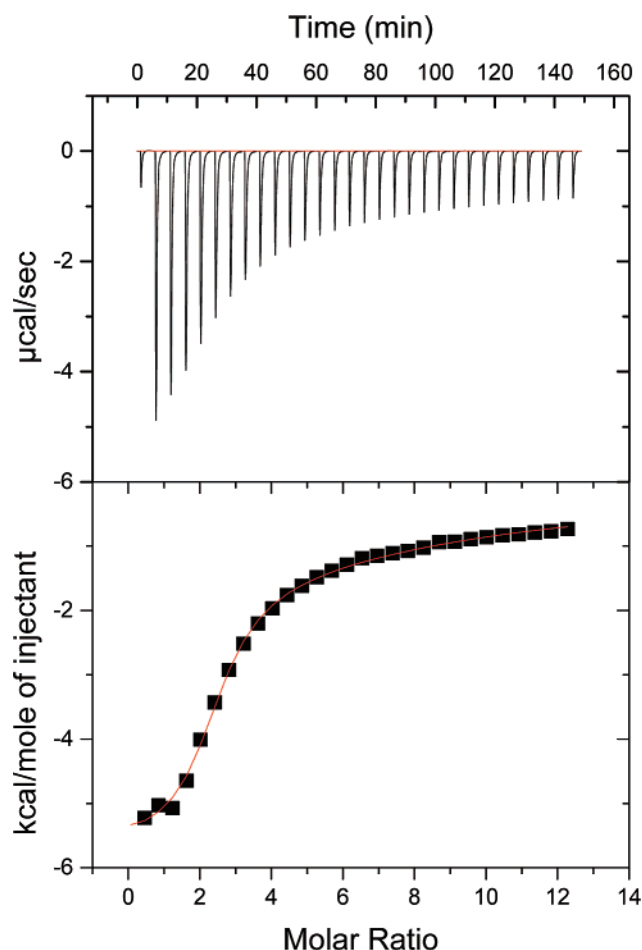 Time (min)
0 20 40 60 80 100 120 140 160
0
-2
-4
-6
µcal/sec
-2
-4
-6
kcal/mole of injectant
0 2 4 6 8 10 12 14
Molar Ratio